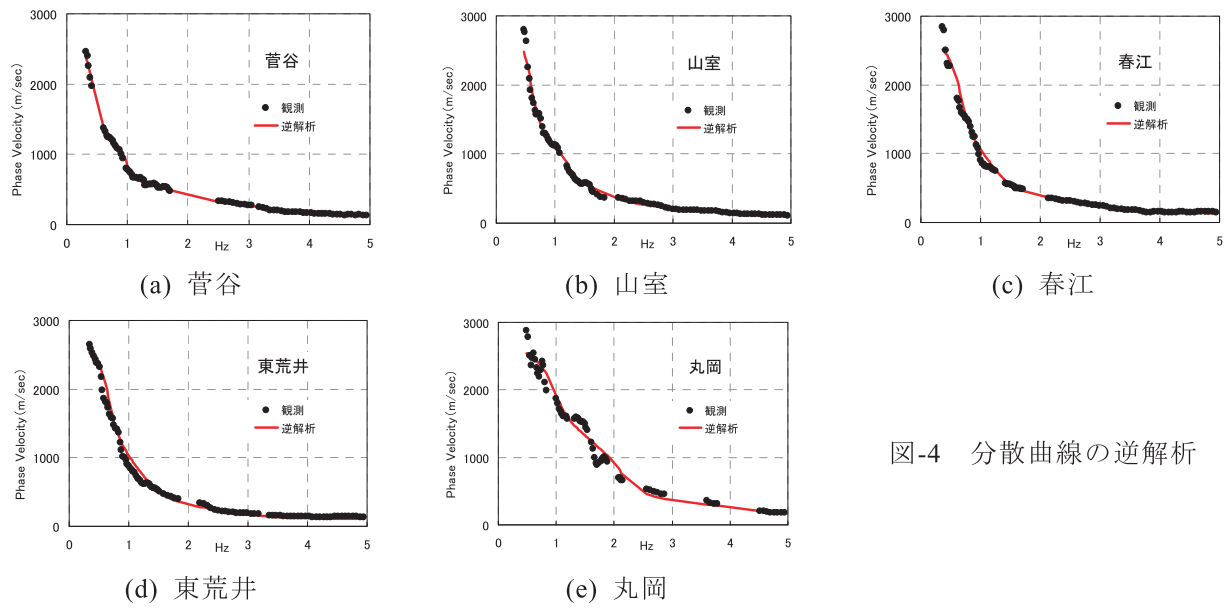 3000
2000
1000
0
Phase Velocity(m/sec)
菅谷
観測
逆解析
0 1 2 3 4 5
Hz
(a) 菅谷
3000
2000
1000
0
Phase Velocity(m/sec)
山室
観測
逆解析
0 1 2 3 4 5
Hz
(b) 山室
3000
2000
1000
0
Phase Velocity(m/sec)
春江
観測
逆解析
0 1 2 3 4 5
Hz
(c) 春江
3000
2000
1000
0
Phase Velocity(m/sec)
東荒井
観測
逆解析
0 1 2 3 4 5
Hz
(d) 東荒井
3000
2000
1000
0
Phase Velocity(m/sec)
丸岡
観測
逆解析
0 1 2 3 4 5
Hz
(e) 丸岡
図-4 分散曲線の逆解析